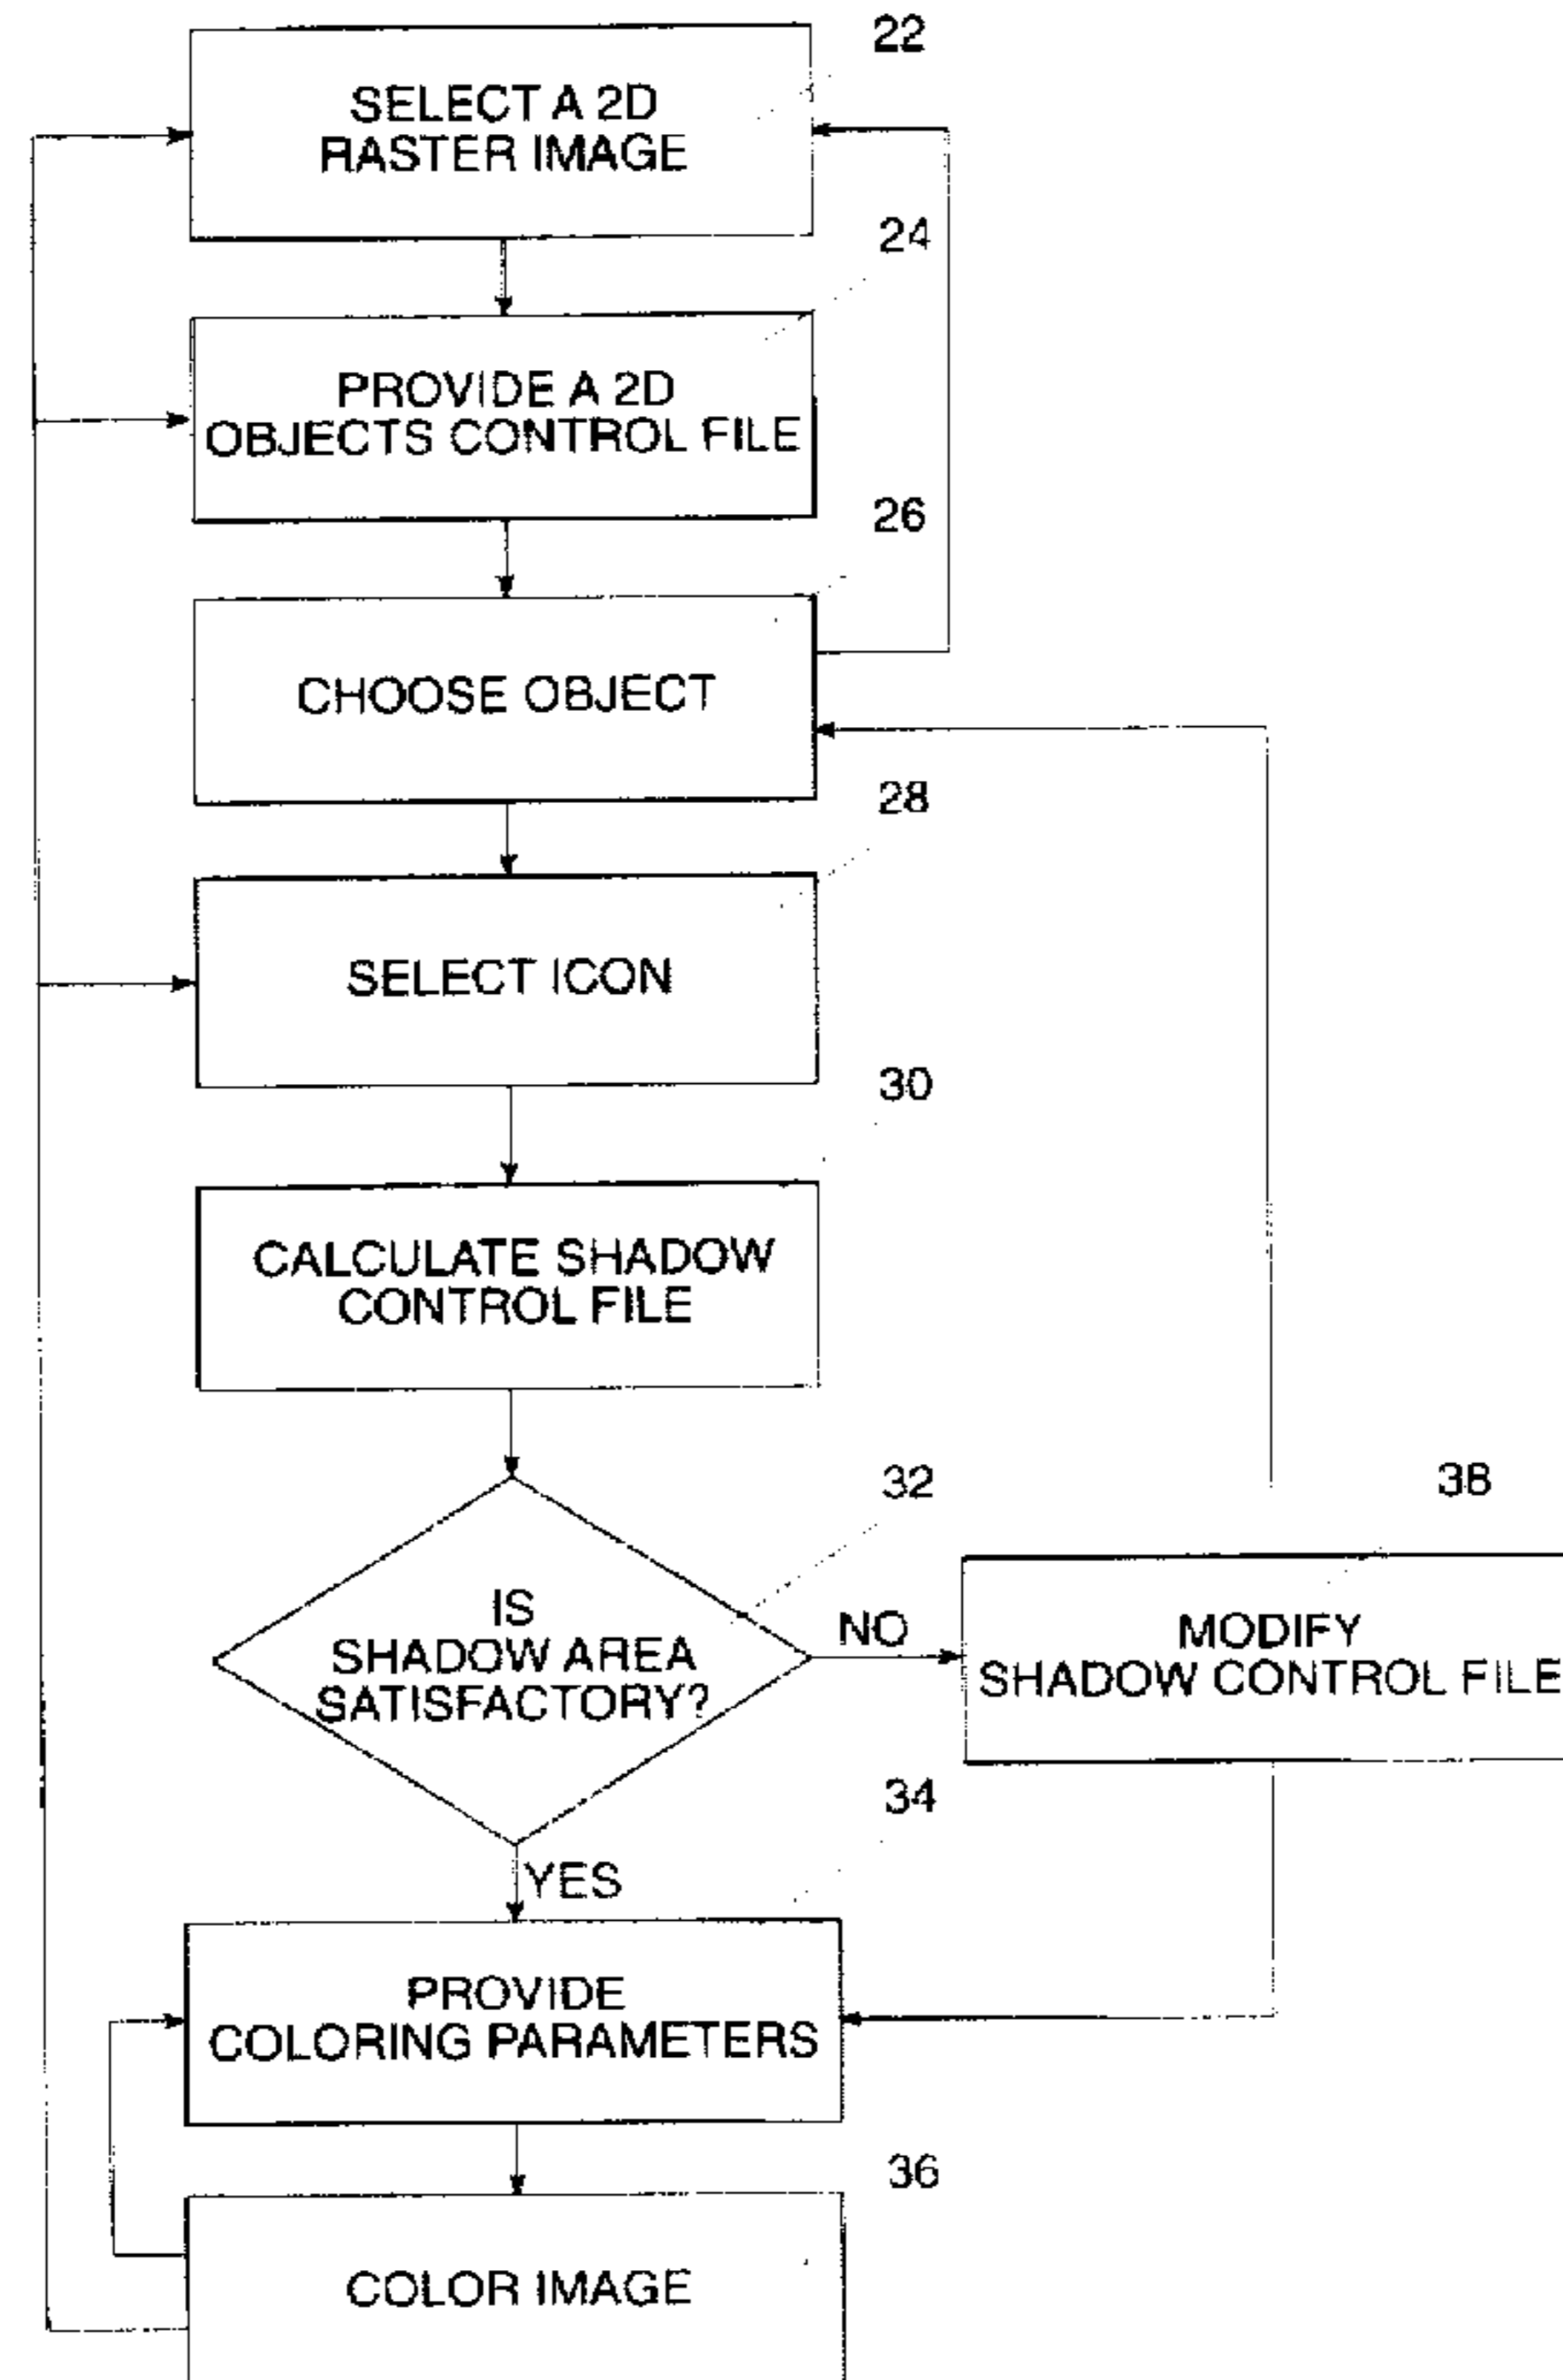 22
SELECT A 2D
RASTER IMAGE
24
PROVIDE A 2D
OBJECTS CONTROL FILE
26
CHOOSE OBJECT
28
SELECT ICON
30
CALCULATE SHADOW
CONTROL FILE
32
IS
SHADOW AREA
SATISFACTORY?
NO
38
MODIFY
SHADOW CONTROL FILE
YES
34
PROVIDE
COLORING PARAMETERS
36
COLOR IMAGE